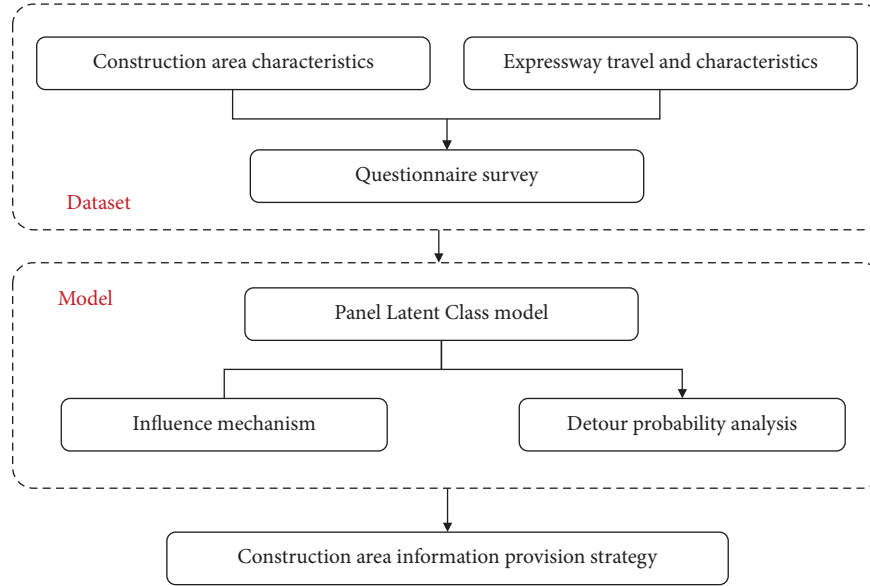 Construction area characteristics
Expressway travel and characteristics
Questionnaire survey
Dataset
Model
Panel Latent Class model
Influence mechanism
Detour probability analysis
Construction area information provision strategy